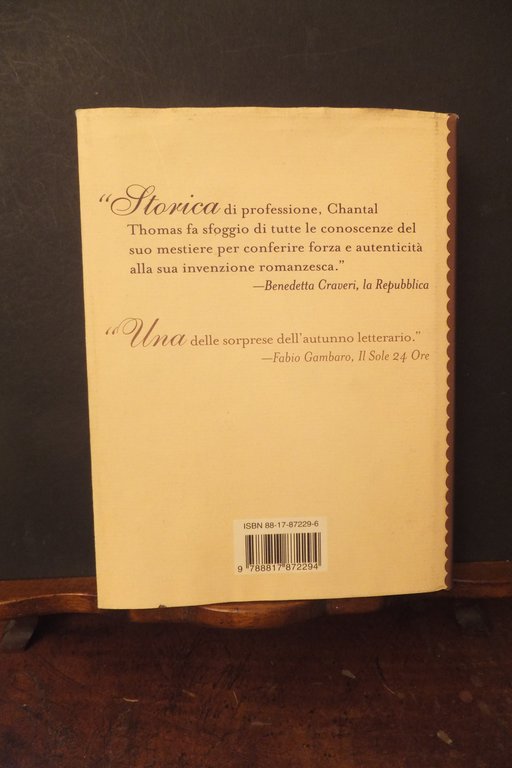 “Storica di professione, Chantal
Thomas fa sfoggio di tutte le conoscenze del
suo mestiere per conferire forza e autenticità
alla sua invenzione romanzesca.”
—Benedetta Craveri, la Repubblica
“Una delle sorprese dell'autunno letterario.”
—Fabio Gambaro, Il Sole 24 Ore
ISBN 88-17-87229-6
9 788817 872294